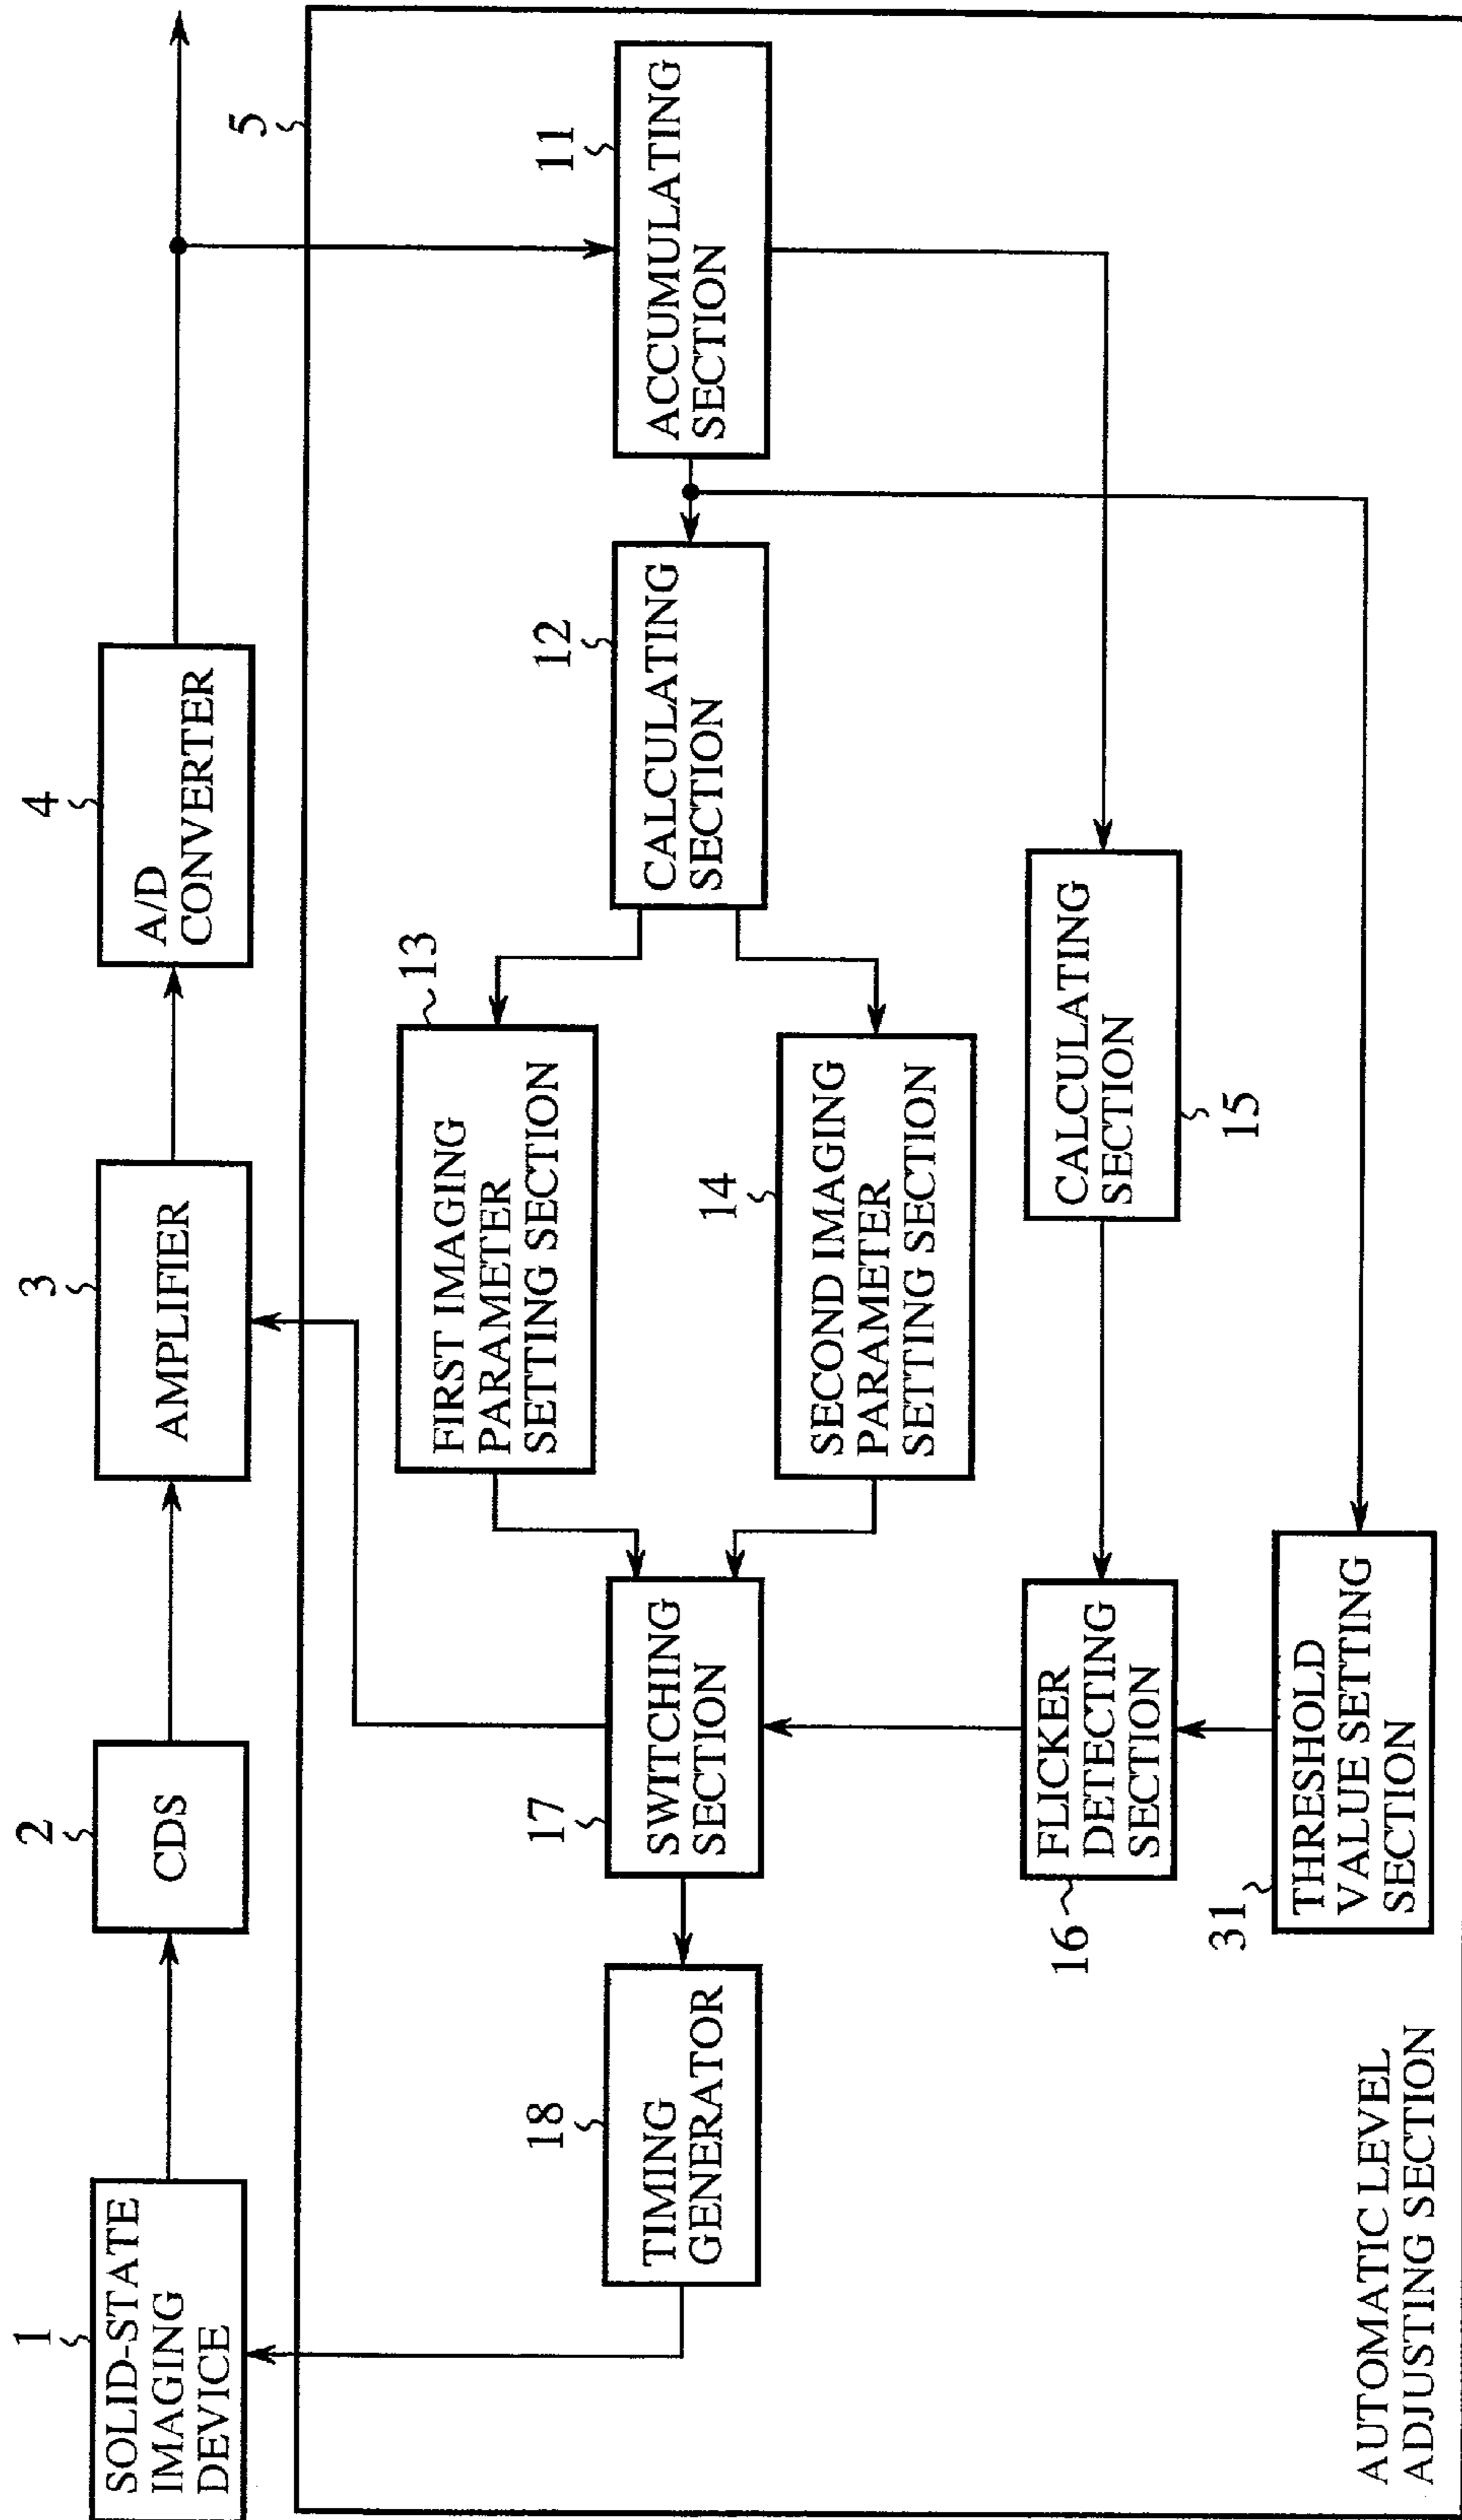 1
SOLID-STATE
IMAGING
DEVICE
2
CDS
3
AMPLIFIER
4
A/D
CONVERTER
5
18
TIMING
GENERATOR
17
SWITCHING
SECTION
13
FIRST IMAGING
PARAMETER
SETTING SECTION
14
SECOND IMAGING
PARAMETER
SETTING SECTION
12
CALCULATING
SECTION
11
ACCUMULATING
SECTION
16
FLICKER
DETECTING
SECTION
CALCULATING
SECTION
15
31
THRESHOLD
VALUE SETTING
SECTION
AUTOMATIC LEVEL
ADJUSTING SECTION